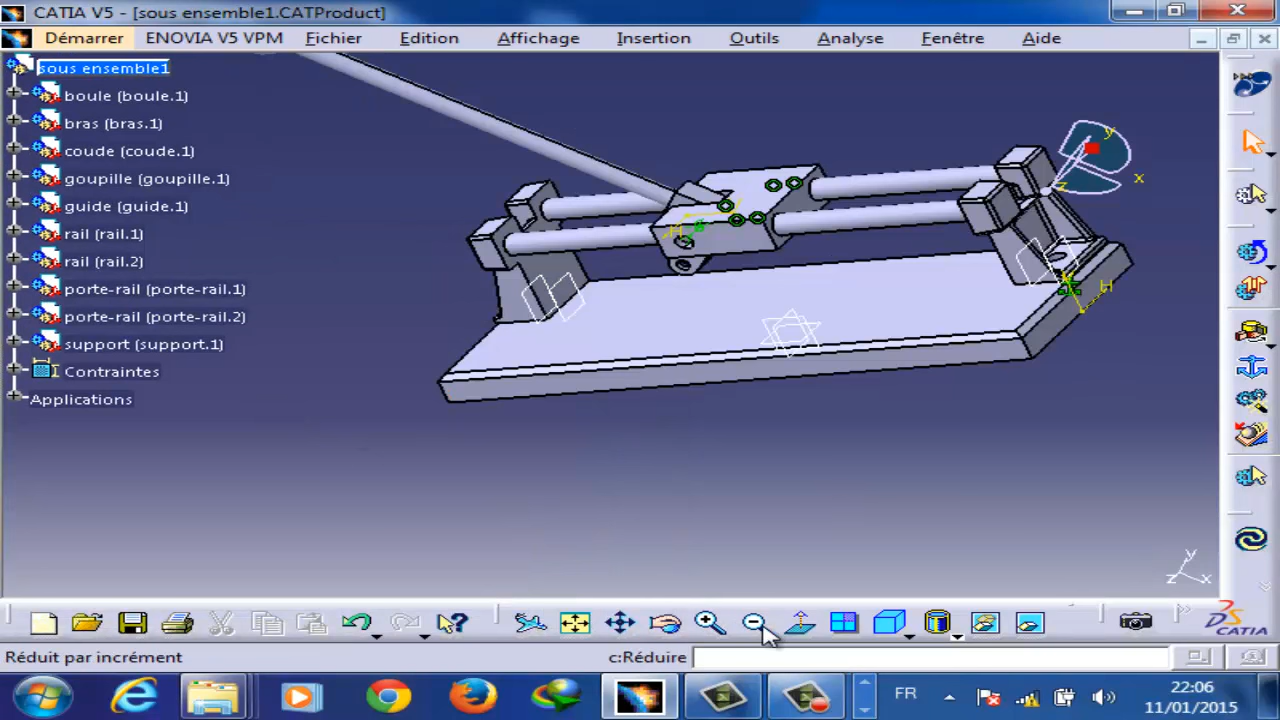 CATIA V5 - [sous ensemble1.CATProduct]
Démarrer ENOVIA V5 VPM Fichier Edition Affichage Insertion Outils Analyse Fenêtre Aide
sous ensemble1
boule (boule.1)
bras (bras.1)
coude (coude.1)
goupille (goupille.1)
guide (guide.1)
rail (rail.1)
rail (rail.2)
porte-rail (porte-rail.1)
porte-rail (porte-rail.2)
support (support.1)
Contraintes
Applications
y
x
z
H
H
y
z x
CATIA
Réduit par incrément c:Réduire
FR
22:06
11/01/2015